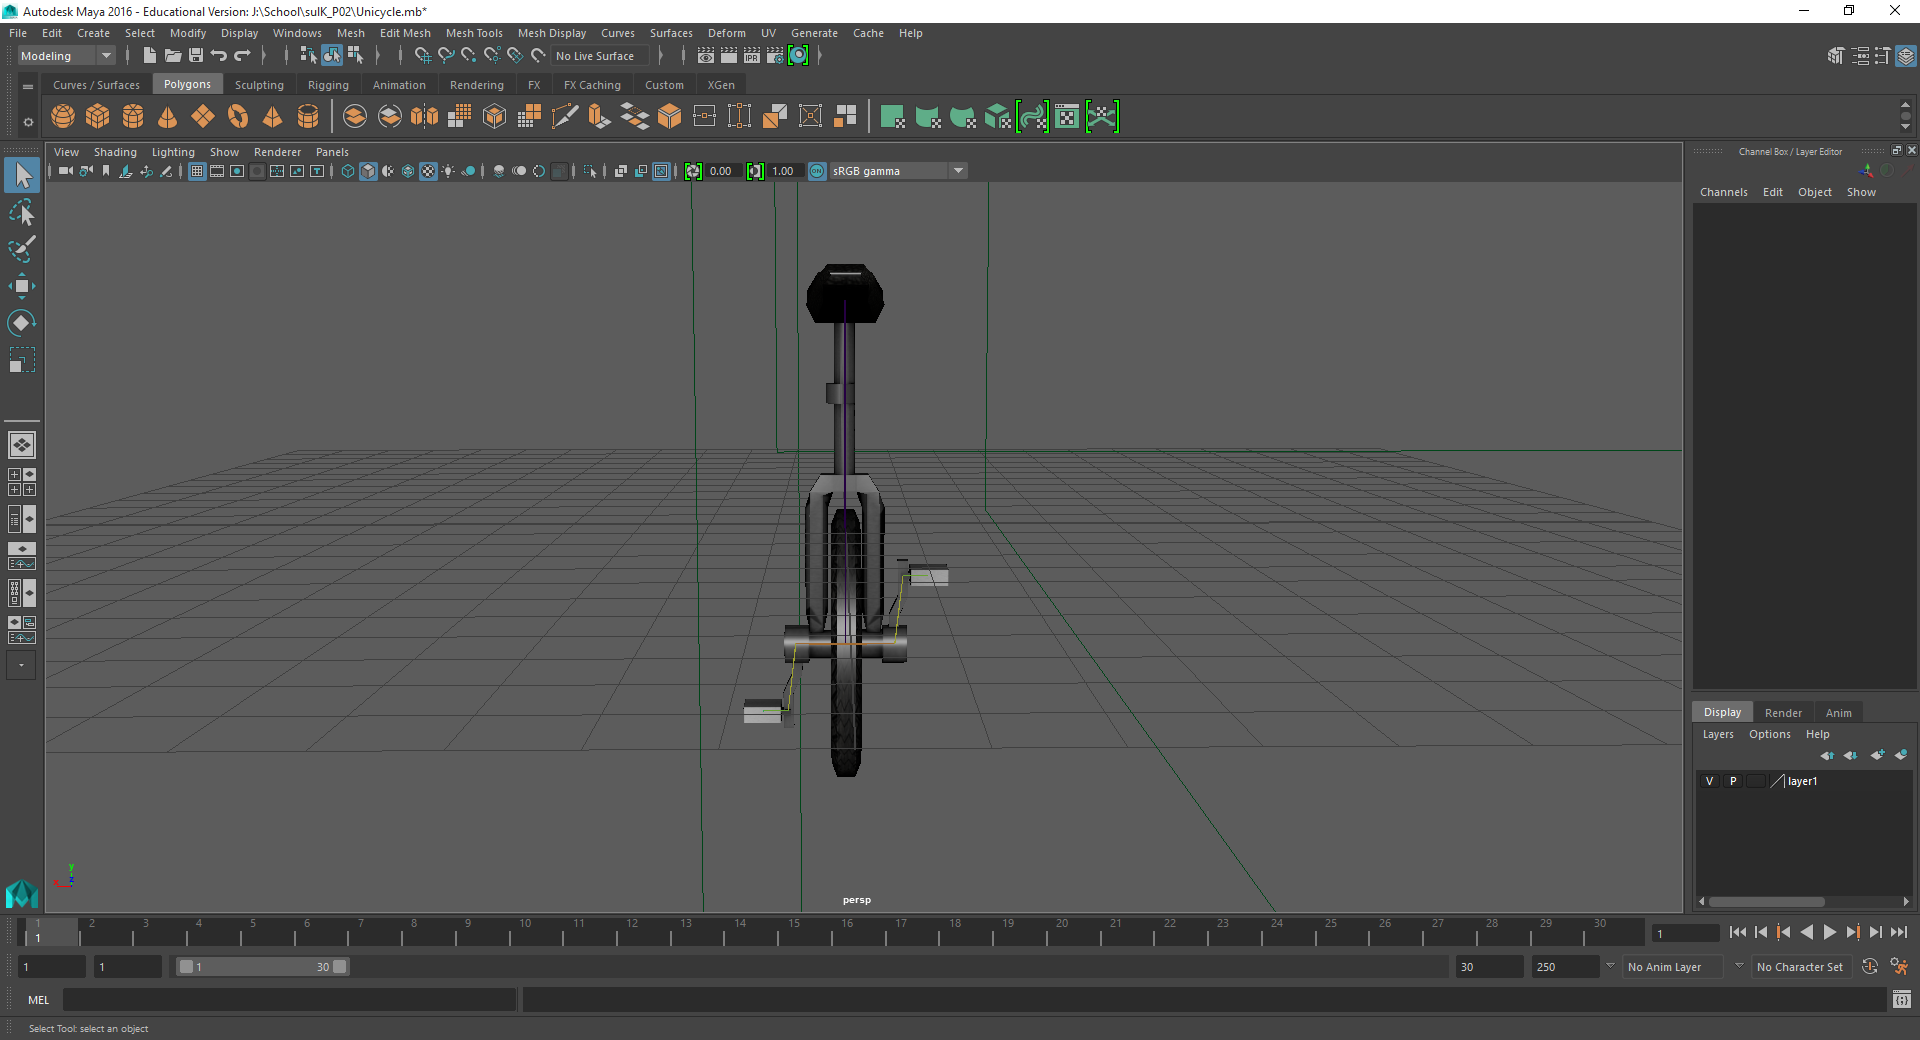 Autodesk Maya 2016 - Educational Version: J:\School\sulK_P02\Unicycle.mb*
File Edit Create Select Modify Display Windows Mesh Edit Mesh Mesh Tools Mesh Display Curves Surfaces Deform UV Generate Cache Help
Modeling No Live Surface IPR
Curves / Surfaces Polygons Sculpting Rigging Animation Rendering FX FX Caching Custom XGen
View Shading Lighting Show Renderer Panels
0.00 1.00 ON sRGB gamma
Channel Box / Layer Editor
Channels Edit Object Show
Display Render Anim
Layers Options Help
V P layer1
y
z
persp
1 2 3 4 5 6 7 8 9 10 11 12 13 14 15 16 17 18 19 20 21 22 23 24 25 26 27 28 29 30
1 1
1 1 1 30 30 250 No Anim Layer No Character Set
MEL
Select Tool: select an object